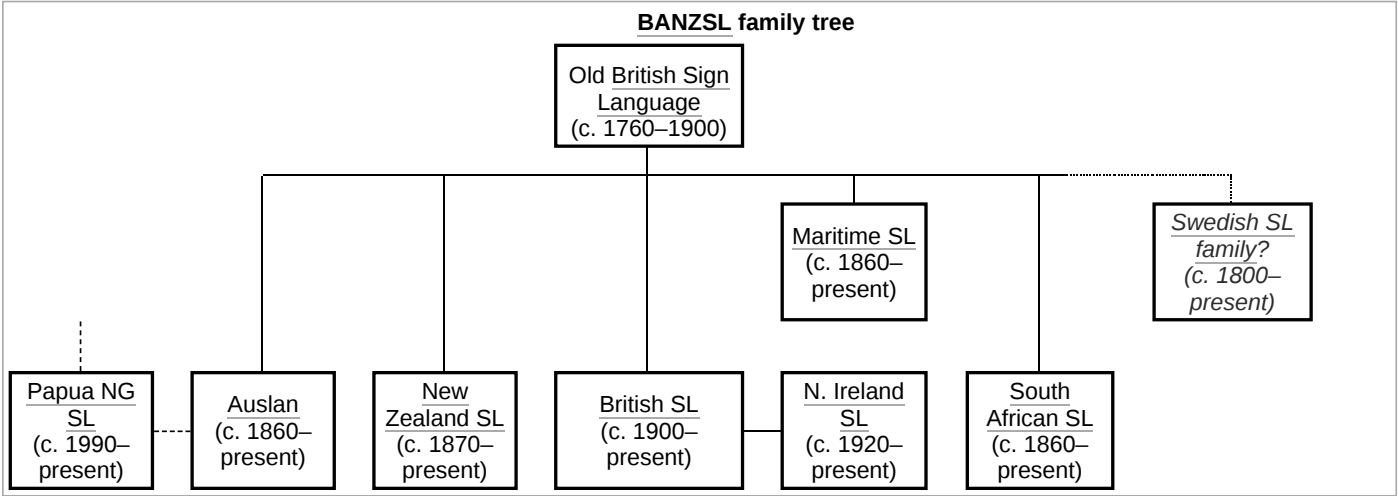 BANZSL family tree
Old British Sign
Language
(c. 1760–1900)
Maritime SL
(c. 1860–
present)
Swedish SL
family?
(c. 1800–
present)
Papua NG
SL
(c. 1990–
present)
Auslan
(c. 1860–
present)
New
Zealand SL
(c. 1870–
present)
British SL
(c. 1900–
present)
N. Ireland
SL
(c. 1920–
present)
South
African SL
(c. 1860–
present)